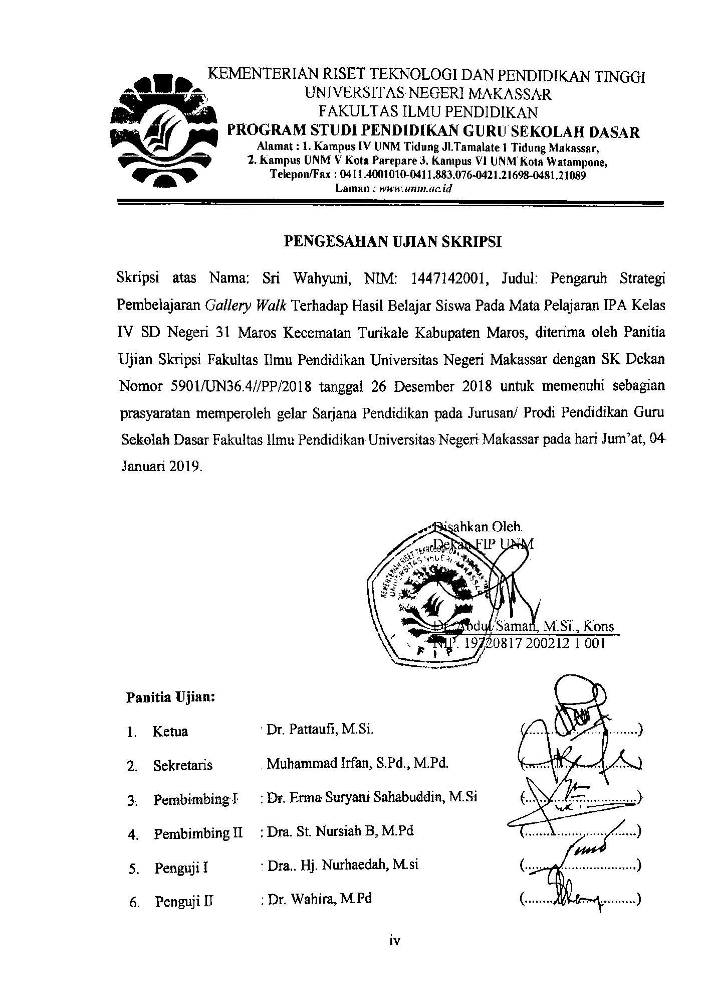 KEMENTERIAN RISET TEKNOLOGI DAN PENDIDIKAN TINGGI
UNIVERSITAS NEGERI MAKASSAR
FAKULTAS ILMU PENDIDIKAN
PROGRAM STUDI PENDIDIKAN GURU SEKOLAH DASAR
Alamat : 1. Kampus IV UNM Tidung Jl.Tamalate 1 Tidung Makassar,
2. Kampus UNM V Kota Parepare 3. Kampus VI UNM Kota Watampone,
Telepon/Fax : 0411.4001010-0411.883.076-0421.21698-0481.21089
Laman : www.unm.ac.id
PENGESAHAN UJIAN SKRIPSI
Skripsi atas Nama: Sri Wahyuni, NIM: 1447142001, Judul: Pengaruh Strategi
Pembelajaran Gallery Walk Terhadap Hasil Belajar Siswa Pada Mata Pelajaran IPA Kelas
IV SD Negeri 31 Maros Kecematan Turikale Kabupaten Maros, diterima oleh Panitia
Ujian Skripsi Fakultas Ilmu Pendidikan Universitas Negeri Makassar dengan SK Dekan
Nomor 5901/UN36.4//PP/2018 tanggal 26 Desember 2018 untuk memenuhi sebagian
prasyaratan memperoleh gelar Sarjana Pendidikan pada Jurusan/ Prodi Pendidikan Guru
Sekolah Dasar Fakultas Ilmu Pendidikan Universitas Negeri Makassar pada hari Jum'at, 04
Januari 2019.
Disahkan Oleh
Dekan FIP UNM
KEMENTERIAN RISET TEKNOLOGI DAN
UNIVERSITAS NEGERI MAKASSAR
FIP
Dr. Abdul Saman, M.Si., Kons
NIP. 19720817 200212 1 001
Panitia Ujian:
1. Ketua : Dr. Pattaufi, M.Si. (..........)
2. Sekretaris : Muhammad Irfan, S.Pd., M.Pd. (..........)
3. Pembimbing I : Dr. Erma Suryani Sahabuddin, M.Si (..........)
4. Pembimbing II : Dra. St. Nursiah B, M.Pd (..........)
5. Penguji I : Dra.. Hj. Nurhaedah, M.si (..........)
6. Penguji II : Dr. Wahira, M.Pd (..........)
iv